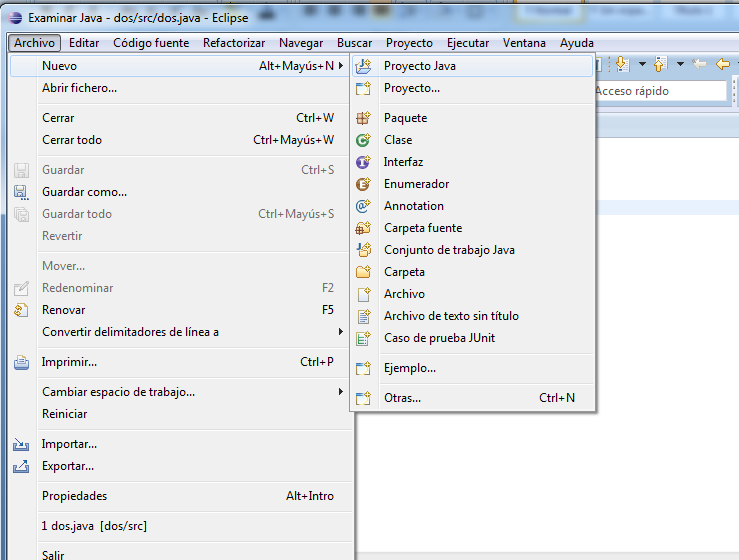 Examinar Java - dos/src/dos.java - Eclipse
Archivo Editar Código fuente Refactorizar Navegar Buscar Proyecto Ejecutar Ventana Ayuda
Nuevo Alt+Mayús+N
Abrir fichero...
Cerrar Ctrl+W
Cerrar todo Ctrl+Mayús+W
Guardar Ctrl+S
Guardar como...
Guardar todo Ctrl+Mayús+S
Revertir
Mover...
Redenominar F2
Renovar F5
Convertir delimitadores de línea a
Imprimir... Ctrl+P
Cambiar espacio de trabajo...
Reiniciar
Importar...
Exportar...
Propiedades Alt+Intro
1 dos.java [dos/src]
Salir
Proyecto Java
Proyecto...
Paquete
Clase
Interfaz
Enumerador
Annotation
Carpeta fuente
Conjunto de trabajo Java
Carpeta
Archivo
Archivo de texto sin título
Caso de prueba JUnit
Ejemplo...
Otras... Ctrl+N
Acceso rápido